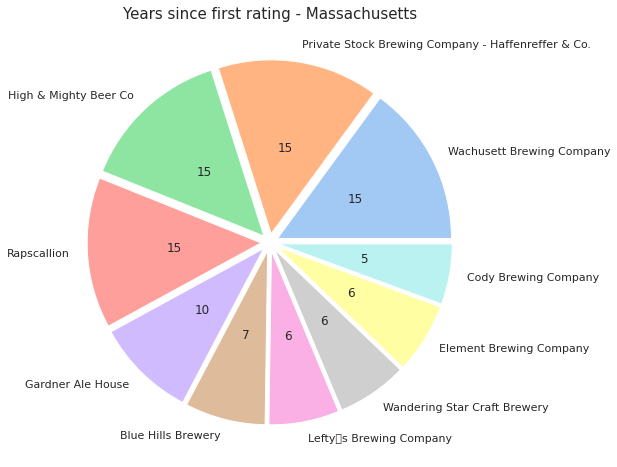 Years since first rating - Massachusetts
Private Stock Brewing Company - Haffenreffer & Co.
High & Mighty Beer Co
Wachusett Brewing Company
15
15
15
15
Rapscallion
15
5
Cody Brewing Company
6
10
6
7
6
Element Brewing Company
Gardner Ale House
Wandering Star Craft Brewery
Blue Hills Brewery
Lefty▯s Brewing Company